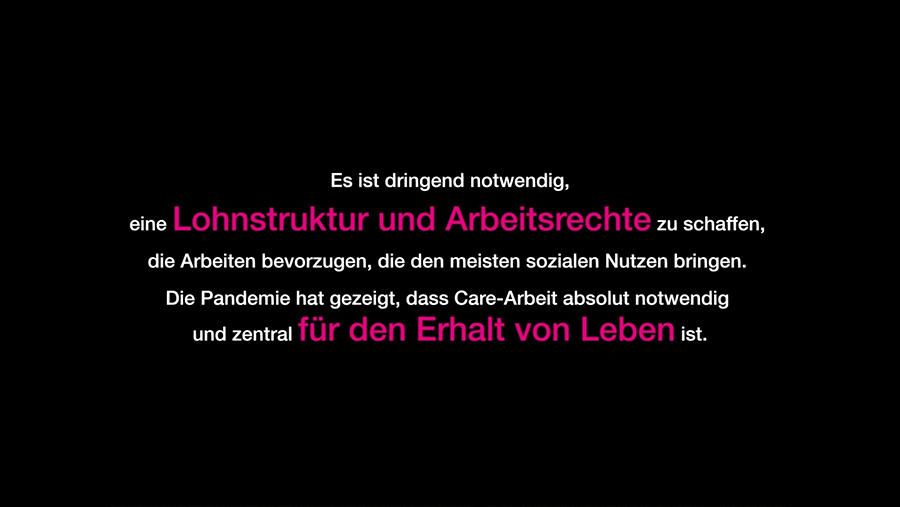 Es ist dringend notwendig,
eine Lohnstruktur und Arbeitsrechte zu schaffen,
die Arbeiten bevorzugen, die den meisten sozialen Nutzen bringen.
Die Pandemie hat gezeigt, dass Care-Arbeit absolut notwendig
und zentral für den Erhalt von Leben ist.